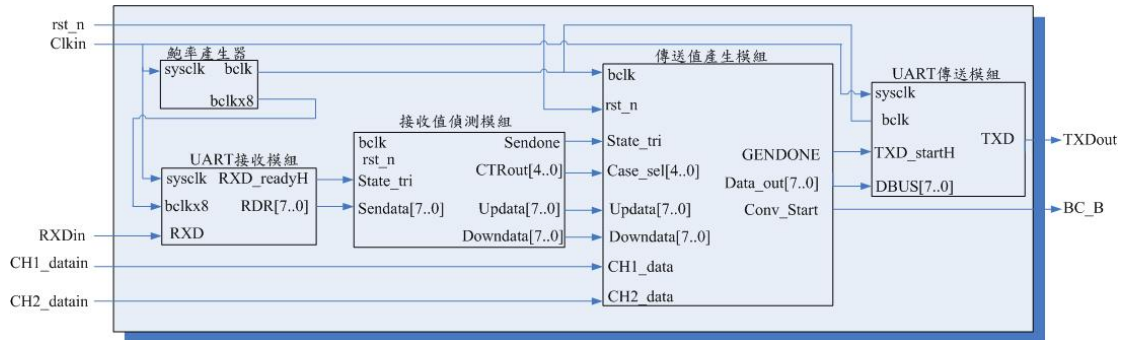 rst_n
Clkin
鮑率產生器
sysclk bclk
bclkx8
UART接收模組
sysclk RXD_readyH
bclkx8 RDR[7..0]
RXD
RXDin
CH1_datain
CH2_datain
接收值偵測模組
bclk Sendone
rst_n
State_tri CTRout[4..0]
Sendata[7..0] Updata[7..0]
Downdata[7..0]
傳送值產生模組
bclk
rst_n
State_tri
GENDONE
Case_sel[4..0]
Data_out[7..0]
Updata[7..0] Conv_Start
Downdata[7..0]
CH1_data
CH2_data
UART傳送模組
sysclk
bclk
TXD
TXD_startH
DBUS[7..0]
TXDout
BC_B